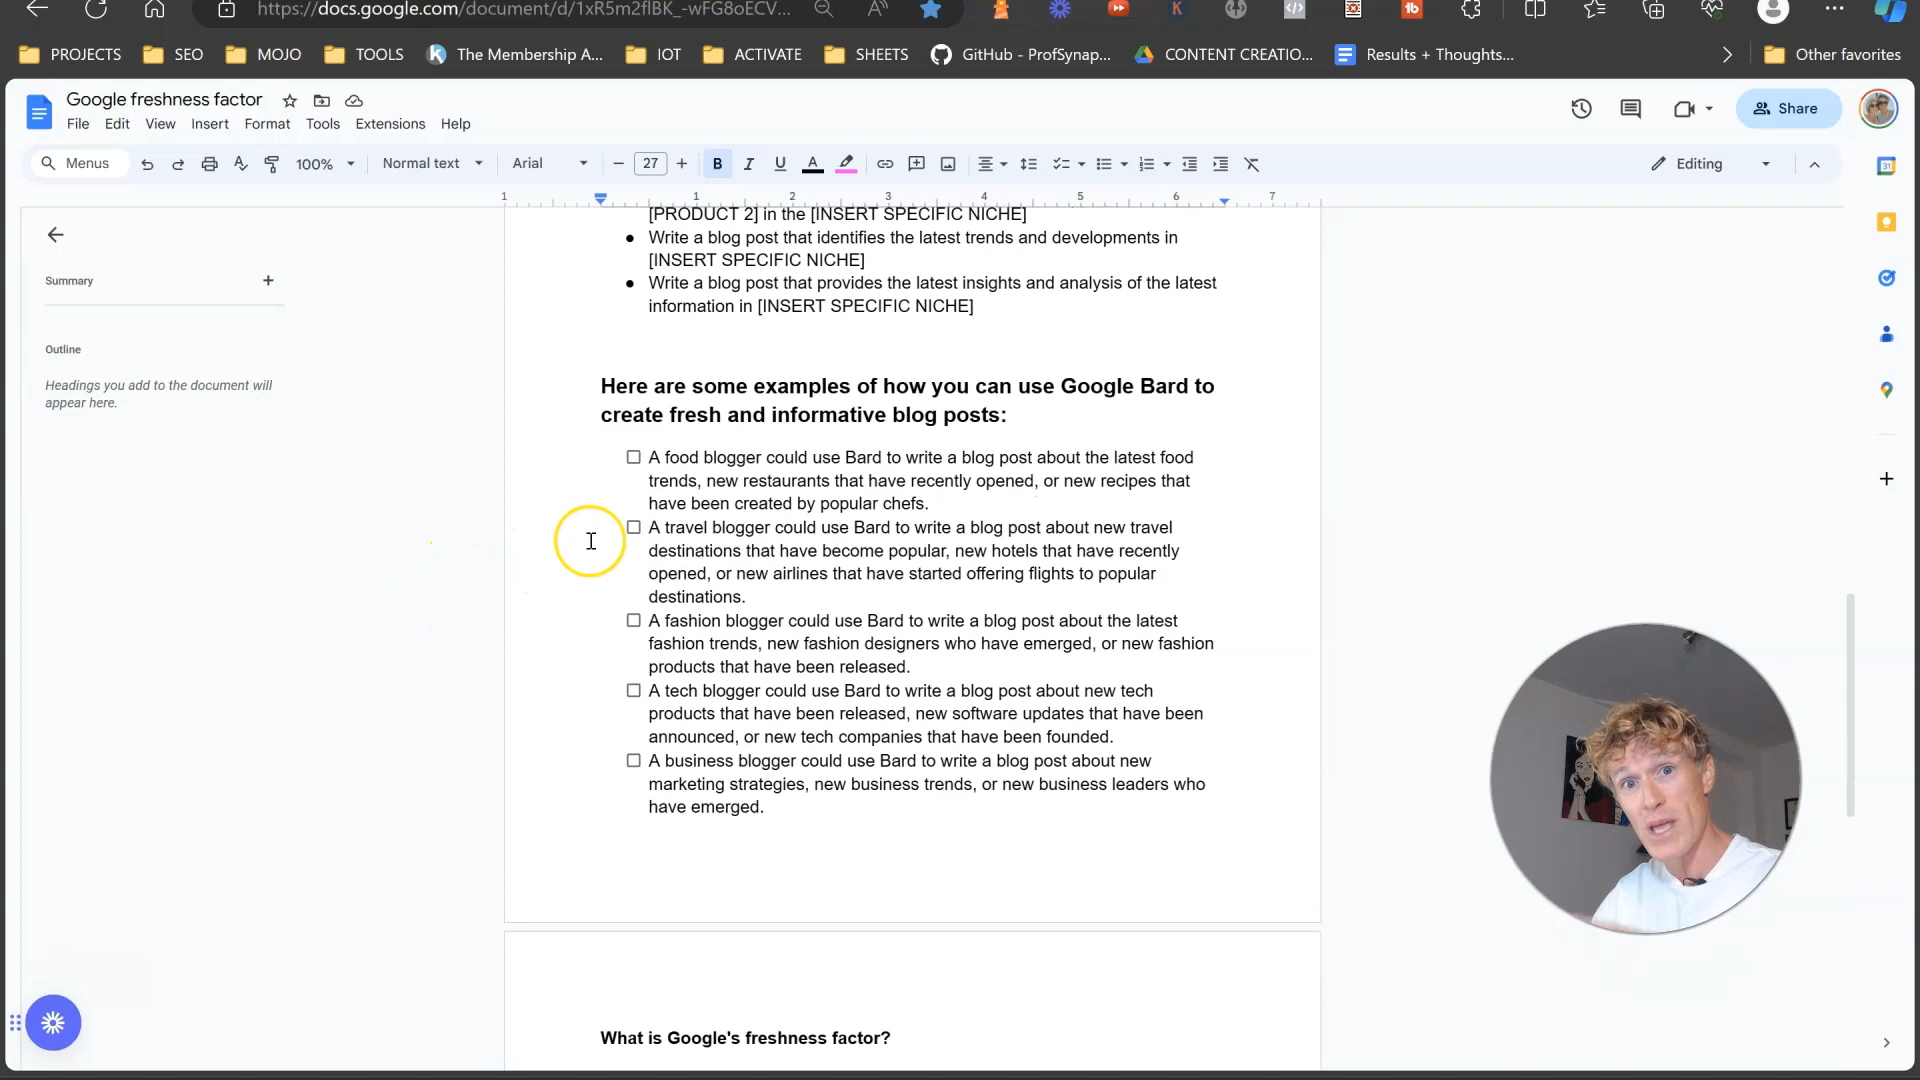 https://docs.google.com/document/d/1xR5m2flBK_-wFG8oECV...
PROJECTS
SEO
MOJO
TOOLS
The Membership A...
IOT
ACTIVATE
SHEETS
GitHub - ProfSynap...
CONTENT CREATIO...
Results + Thoughts...
Other favorites
Google freshness factor
Share
File Edit View Insert Format Tools Extensions Help
Menus
100%
Normal text
Arial
27
B
I
U
A
Editing
31
1 1 2 3 4 5 6 7
Summary
Outline
Headings you add to the document will
appear here.
[PRODUCT 2] in the [INSERT SPECIFIC NICHE]
● Write a blog post that identifies the latest trends and developments in
[INSERT SPECIFIC NICHE]
● Write a blog post that provides the latest insights and analysis of the latest
information in [INSERT SPECIFIC NICHE]
Here are some examples of how you can use Google Bard to
create fresh and informative blog posts:
A food blogger could use Bard to write a blog post about the latest food
trends, new restaurants that have recently opened, or new recipes that
have been created by popular chefs.
A travel blogger could use Bard to write a blog post about new travel
destinations that have become popular, new hotels that have recently
opened, or new airlines that have started offering flights to popular
destinations.
A fashion blogger could use Bard to write a blog post about the latest
fashion trends, new fashion designers who have emerged, or new fashion
products that have been released.
A tech blogger could use Bard to write a blog post about new tech
products that have been released, new software updates that have been
announced, or new tech companies that have been founded.
A business blogger could use Bard to write a blog post about new
marketing strategies, new business trends, or new business leaders who
have emerged.
What is Google's freshness factor?